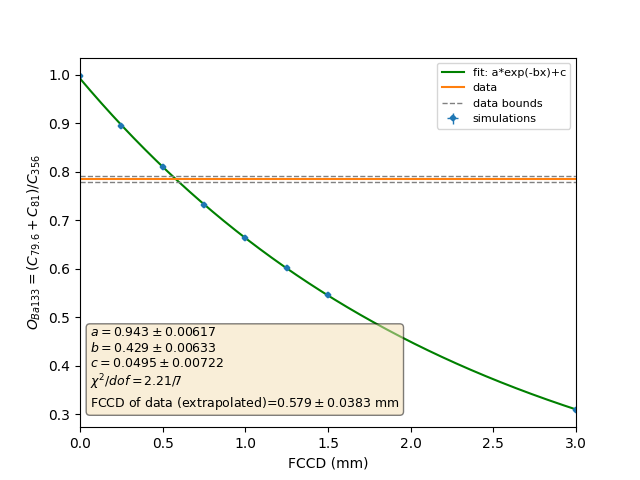 fit: a*exp(-bx)+c
data
data bounds
simulations
1.0
0.9
0.8
0.7
0.6
0.5
0.4
0.3
O_{Ba133} = (C_{79.6} + C_{81})/C_{356}
a = 0.943 ± 0.00617
b = 0.429 ± 0.00633
c = 0.0495 ± 0.00722
χ²/dof = 2.21/7
FCCD of data (extrapolated)=0.579 ± 0.0383 mm
0.0 0.5 1.0 1.5 2.0 2.5 3.0
FCCD (mm)